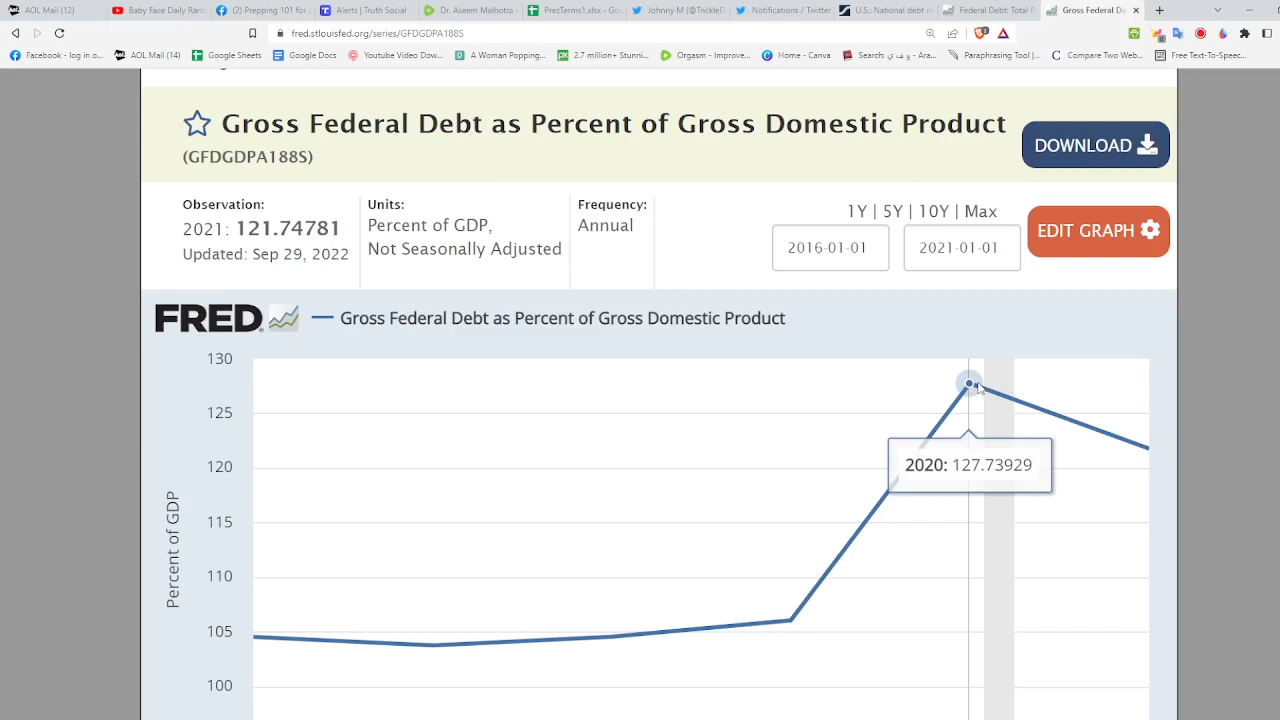 AOL Mail (12)
Baby Face Daily Rant
(2) Prepping 101 for
Alerts | Truth Social
Dr. Aseem Malhotra
PrezTerms1.xlsx - Go
Johnny M (@TrickleD
Notifications / Twitter
U.S.: National debt in
Federal Debt: Total P
Gross Federal De
fred.stlouisfed.org/series/GFDGDPA188S
Facebook - log in o...
AOL Mail (14)
Google Sheets
Google Docs
Youtube Video Dow...
A Woman Popping...
2.7 million+ Stunni...
Orgasm - Improve...
Home - Canva
Search: و ف ي - Ara...
Paraphrasing Tool |...
Compare Two Web...
Free Text-To-Speec...
Gross Federal Debt as Percent of Gross Domestic Product
(GFDGDPA188S)
DOWNLOAD
Observation:
2021: 121.74781
Updated: Sep 29, 2022
Units:
Percent of GDP,
Not Seasonally Adjusted
Frequency:
Annual
1Y | 5Y | 10Y | Max
2016-01-01
2021-01-01
EDIT GRAPH
FRED
Gross Federal Debt as Percent of Gross Domestic Product
130
125
120
115
110
105
100
Percent of GDP
2020: 127.73929